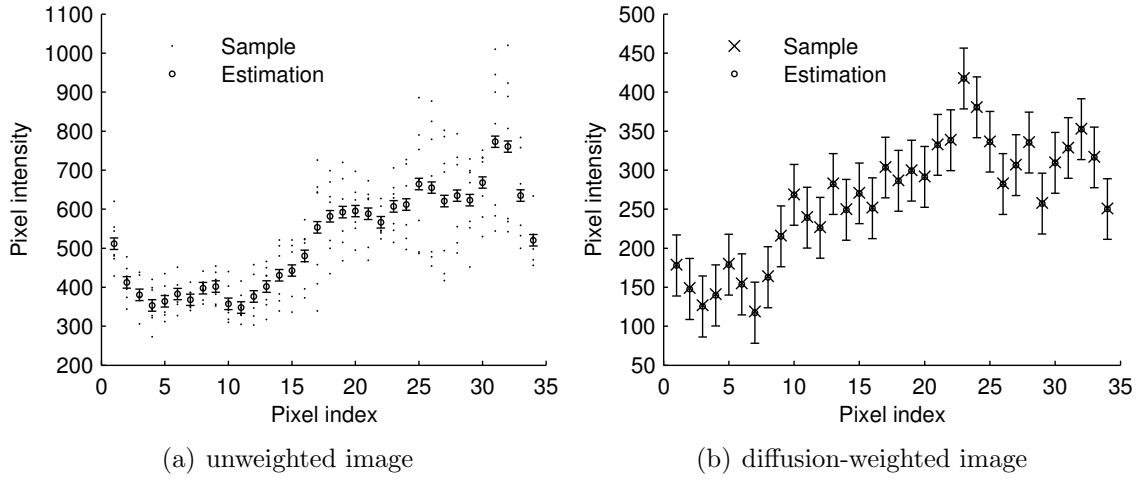 1100
1000
900
800
700
600
500
400
300
200
0 5 10 15 20 25 30 35
Pixel intensity
Pixel index
Sample
Estimation
(a) unweighted image
500
450
400
350
300
250
200
150
100
50
0 5 10 15 20 25 30 35
Pixel intensity
Pixel index
Sample
Estimation
(b) diffusion-weighted image